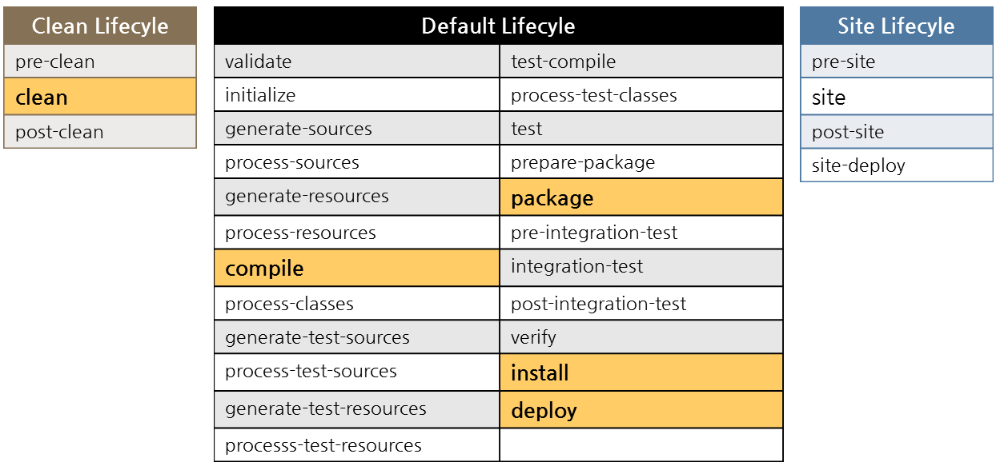 Clean Lifecyle
pre-clean
clean
post-clean
Default Lifecyle
validate
initialize
generate-sources
process-sources
generate-resources
process-resources
compile
process-classes
generate-test-sources
process-test-sources
generate-test-resources
processs-test-resources
test-compile
process-test-classes
test
prepare-package
package
pre-integration-test
integration-test
post-integration-test
verify
install
deploy
Site Lifecyle
pre-site
site
post-site
site-deploy